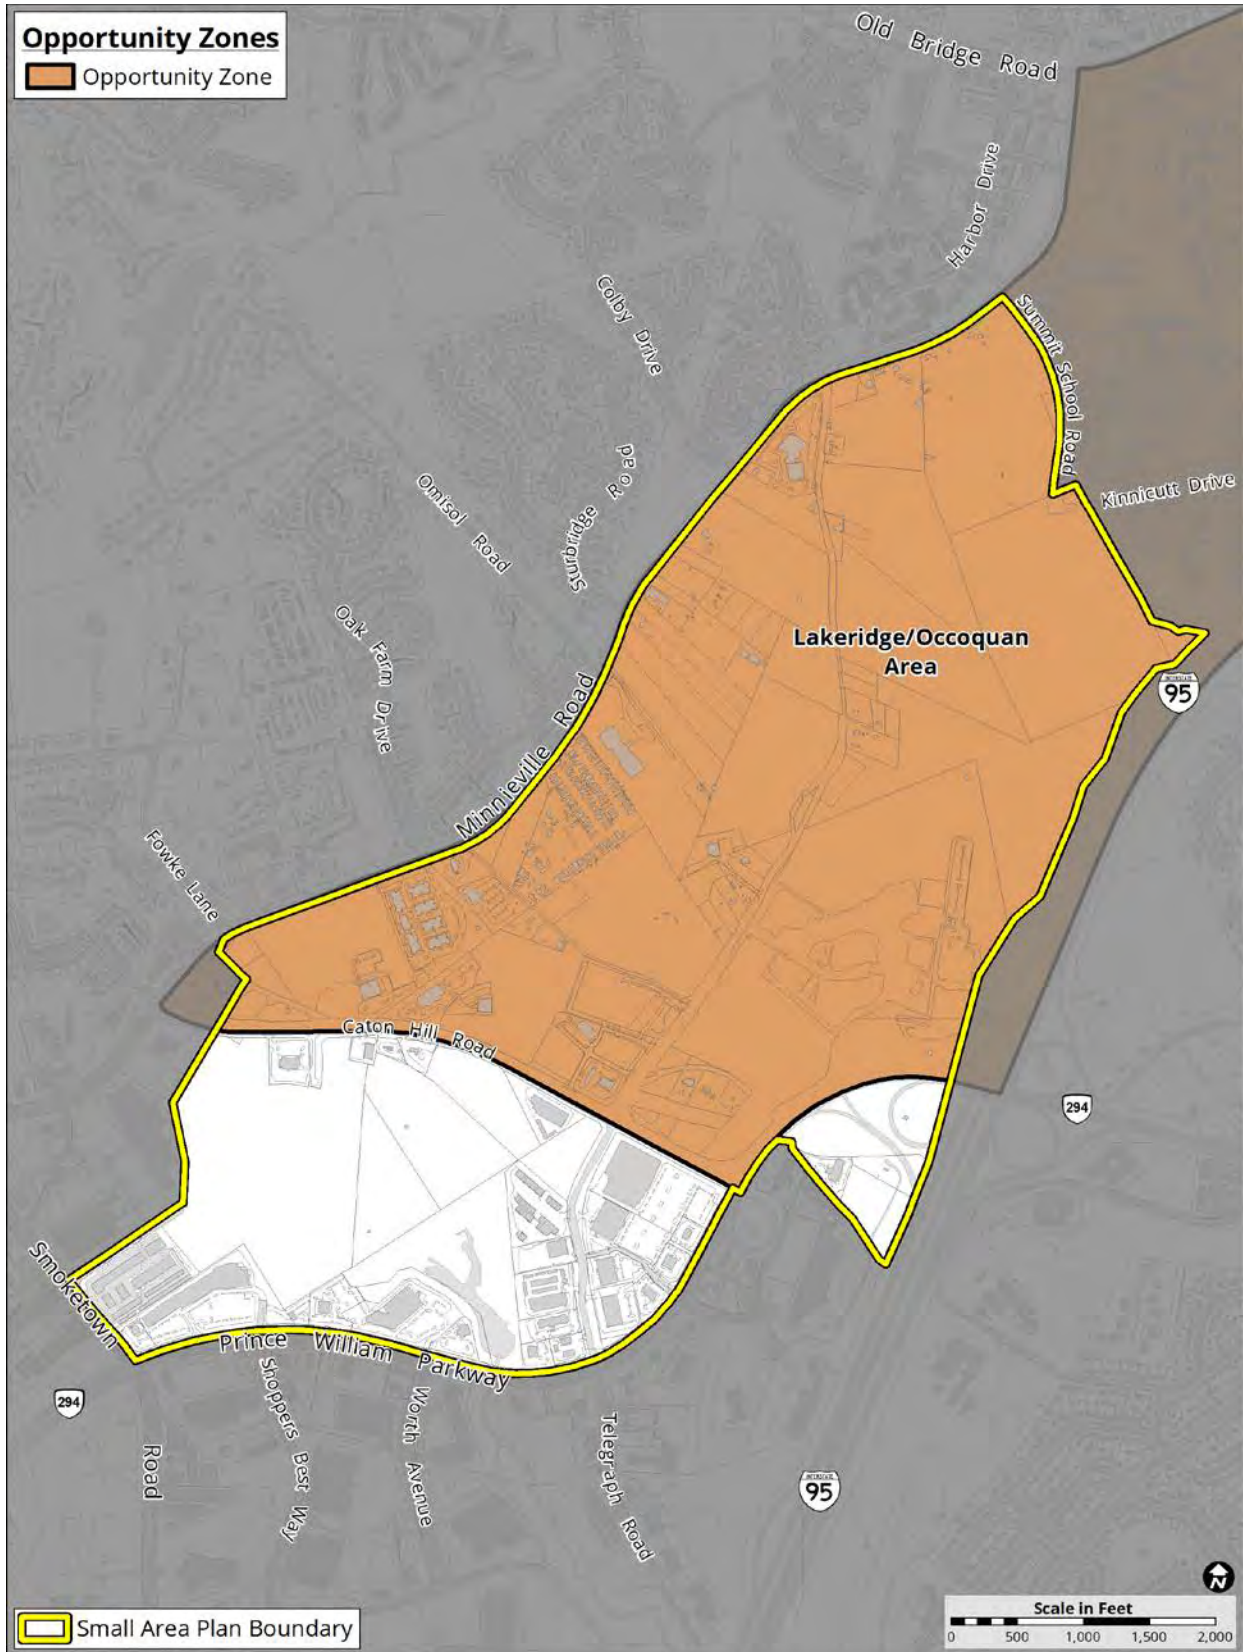 Opportunity Zones
Opportunity Zone
Old Bridge Road
Harbor Drive
Summit School Road
Colby Drive
Kinnicutt Drive
Sturbridge Road
Omisol Road
Oak Farm Drive
Lakeridge/Occoquan
Area
INTERSTATE
95
Minnieville Road
Fowke Lane
Caton Hill Road
294
Smoketown
Road
Prince William Parkway
294
Shoppers Best Way
Worth Avenue
Telegraph Road
INTERSTATE
95
N
Small Area Plan Boundary
Scale in Feet
0 500 1,000 1,500 2,000